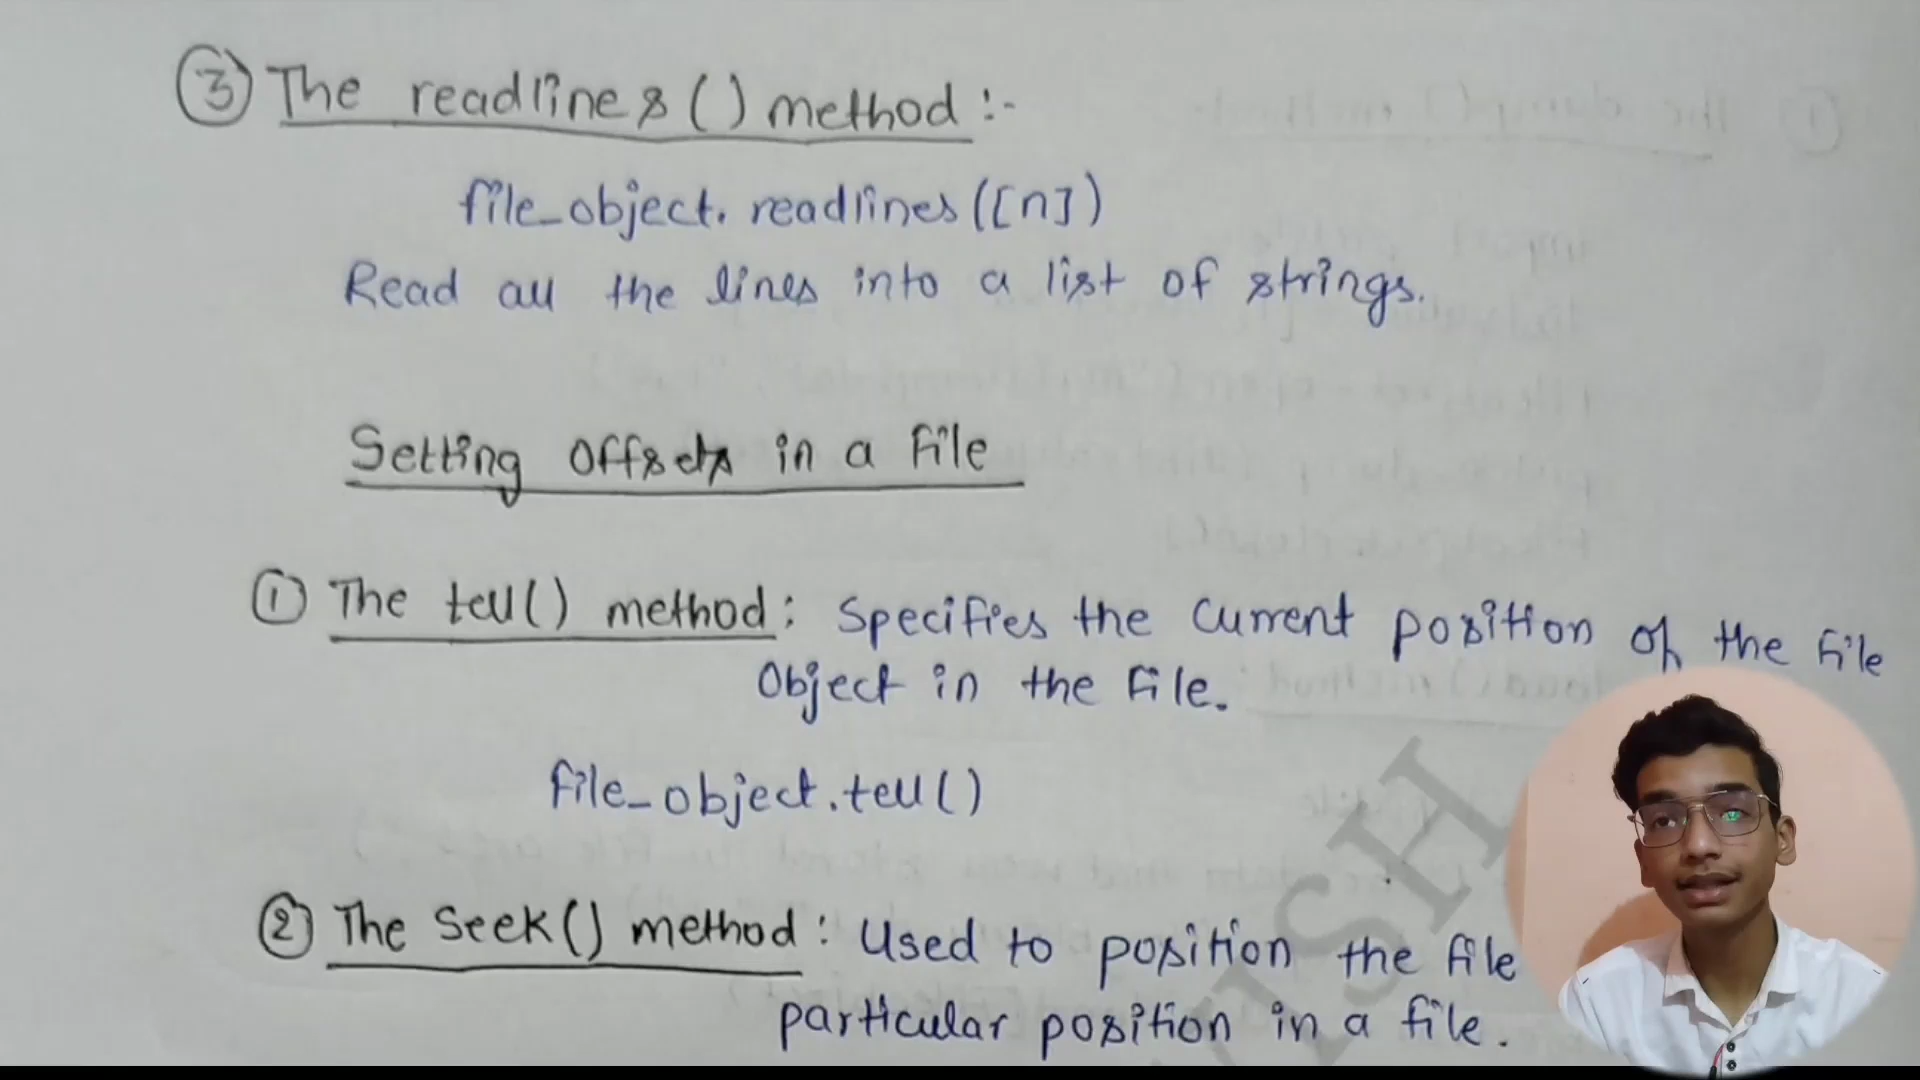 ③ The readlines() method :-
file_object. readlines([n])
Read all the lines into a list of strings.
Setting Offsets in a File
① The tell() method : Specifies the current position of the file
Object in the file.
file_object.tell()
② The Seek() method : Used to position the file
particular position in a file.